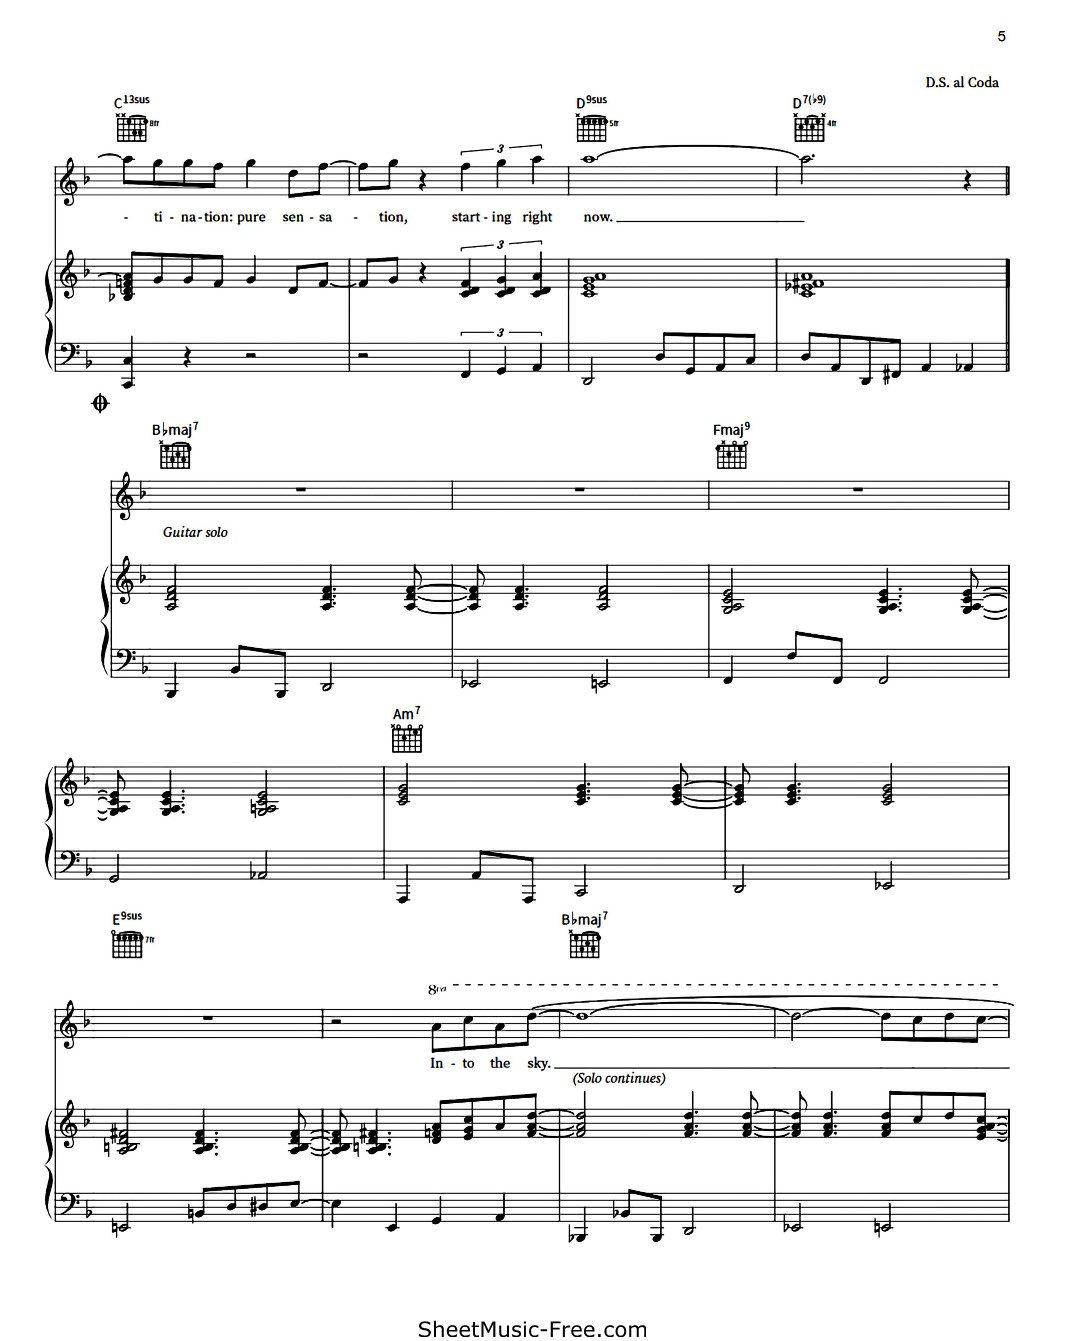 5
D.S. al Coda
C13sus D9sus D7(♭9)
8fr 5fr 4fr
3
- ti - na - tion: pure sen - sa - tion, start - ing right now.
3
3
B♭maj7 Fmaj9
Guitar solo
Am7
E9sus B♭maj7
7fr
8va
In - to the sky.
(Solo continues)
SheetMusic-Free.com